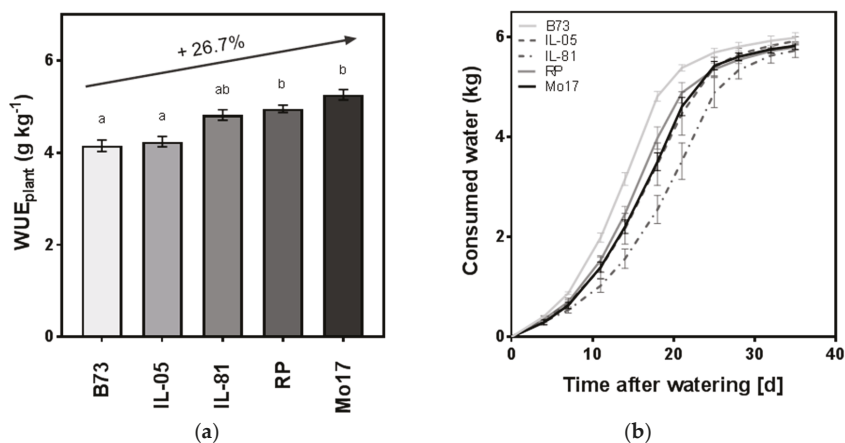 + 26.7%
6
4
2
0
WUEplant (g kg⁻¹)
a
a
ab
b
b
B73
IL-05
IL-81
RP
Mo17
(a)
B73
IL-05
IL-81
RP
Mo17
6
4
2
0
Consumed water (kg)
0 10 20 30 40
Time after watering [d]
(b)